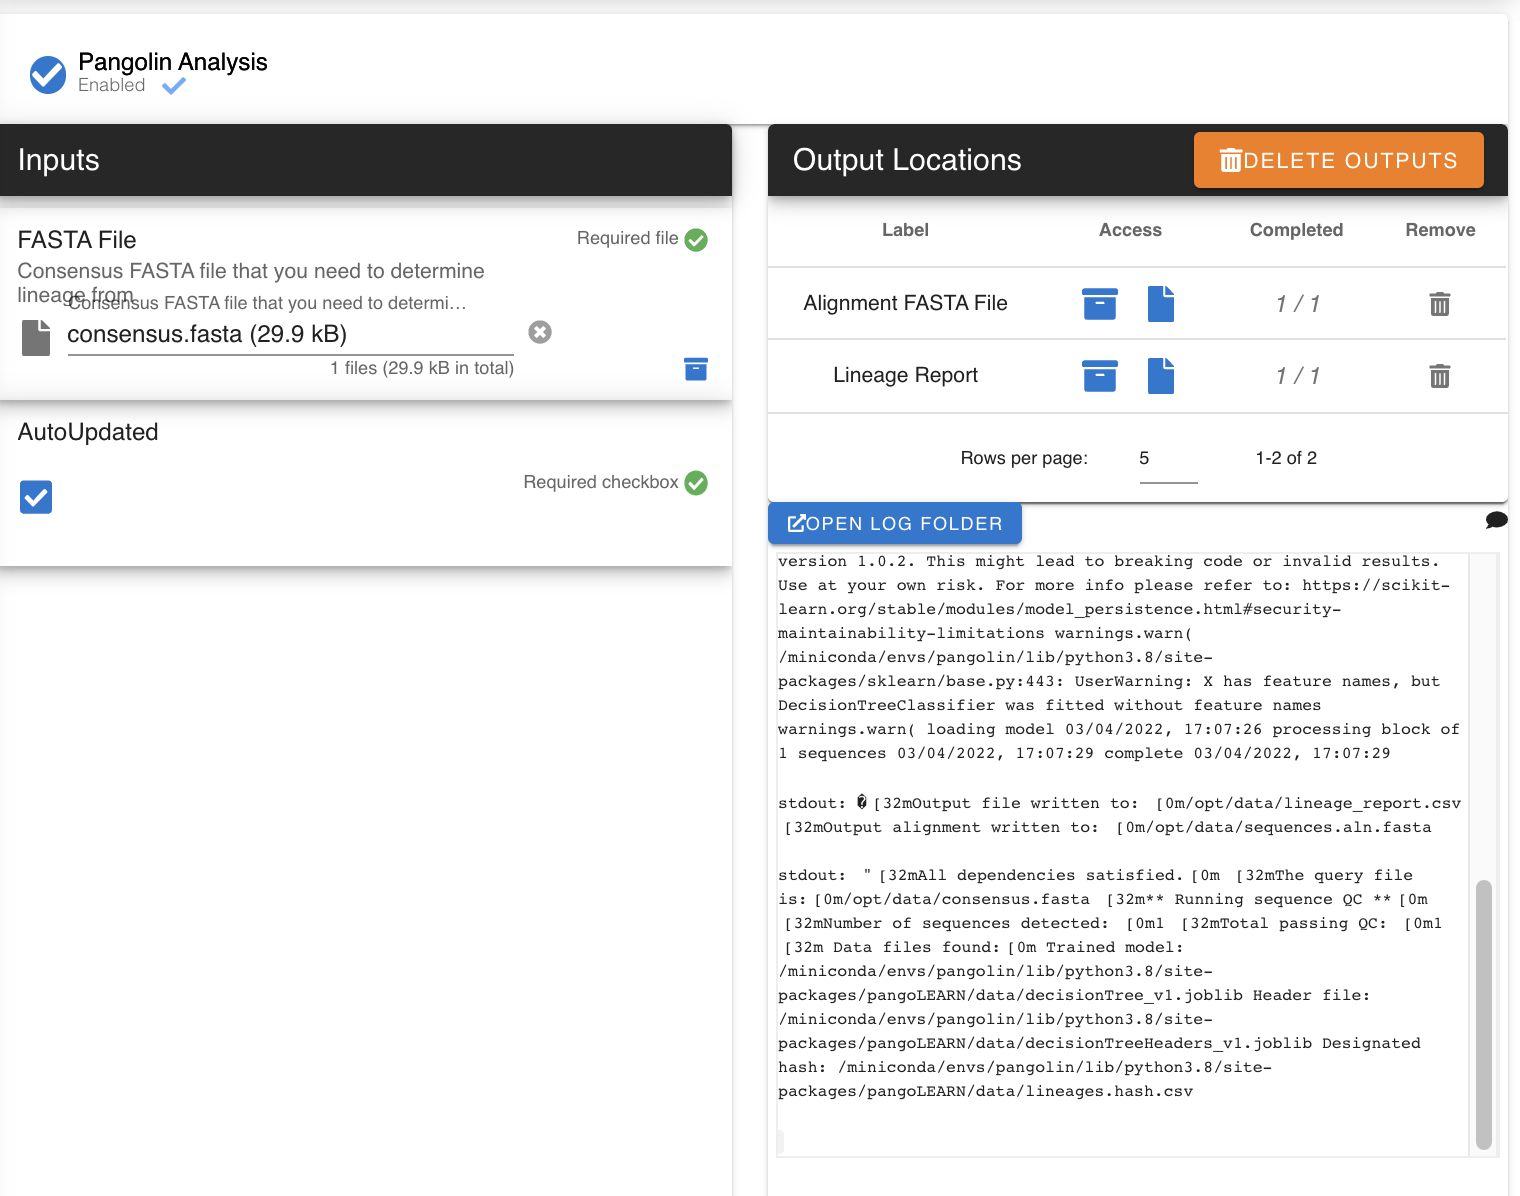 Pangolin Analysis
Enabled
Inputs
FASTA File
Required file
Consensus FASTA file that you need to determine
lineage from
Consensus FASTA file that you need to determi…
consensus.fasta (29.9 kB)
1 files (29.9 kB in total)
AutoUpdated
Required checkbox
Output Locations
DELETE OUTPUTS
Label Access Completed Remove
Alignment FASTA File 1 / 1
Lineage Report 1 / 1
Rows per page: 5 1-2 of 2
OPEN LOG FOLDER
version 1.0.2. This might lead to breaking code or invalid results.
Use at your own risk. For more info please refer to: https://scikit-
learn.org/stable/modules/model_persistence.html#security-
maintainability-limitations warnings.warn(
/miniconda/envs/pangolin/lib/python3.8/site-
packages/sklearn/base.py:443: UserWarning: X has feature names, but
DecisionTreeClassifier was fitted without feature names
warnings.warn( loading model 03/04/2022, 17:07:26 processing block of
1 sequences 03/04/2022, 17:07:29 complete 03/04/2022, 17:07:29
stdout: �[32mOutput file written to: [0m/opt/data/lineage_report.csv
[32mOutput alignment written to: [0m/opt/data/sequences.aln.fasta
stdout: "[32mAll dependencies satisfied.[0m [32mThe query file
is:[0m/opt/data/consensus.fasta [32m** Running sequence QC **[0m
[32mNumber of sequences detected: [0m1 [32mTotal passing QC: [0m1
[32m Data files found:[0m Trained model:
/miniconda/envs/pangolin/lib/python3.8/site-
packages/pangoLEARN/data/decisionTree_v1.joblib Header file:
/miniconda/envs/pangolin/lib/python3.8/site-
packages/pangoLEARN/data/decisionTreeHeaders_v1.joblib Designated
hash: /miniconda/envs/pangolin/lib/python3.8/site-
packages/pangoLEARN/data/lineages.hash.csv